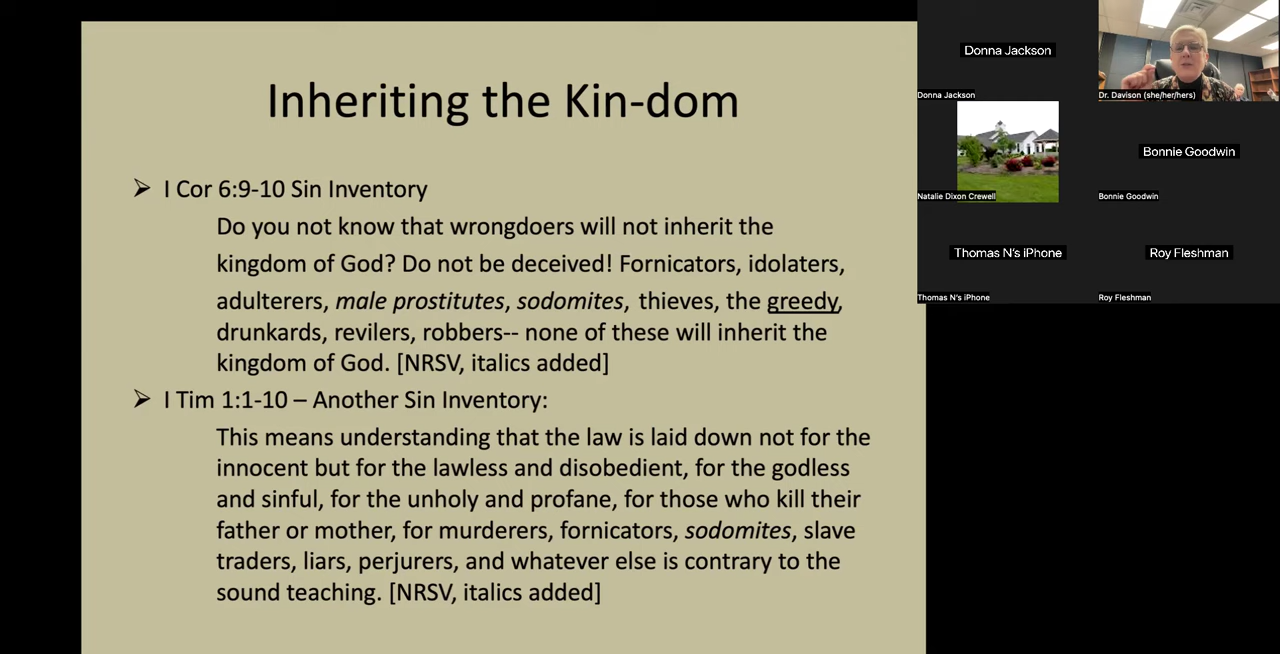 Inheriting the Kin-dom
➢ I Cor 6:9-10 Sin Inventory
Do you not know that wrongdoers will not inherit the
kingdom of God? Do not be deceived! Fornicators, idolaters,
adulterers, male prostitutes, sodomites, thieves, the greedy,
drunkards, revilers, robbers-- none of these will inherit the
kingdom of God. [NRSV, italics added]
➢ I Tim 1:1-10 – Another Sin Inventory:
This means understanding that the law is laid down not for the
innocent but for the lawless and disobedient, for the godless
and sinful, for the unholy and profane, for those who kill their
father or mother, for murderers, fornicators, sodomites, slave
traders, liars, perjurers, and whatever else is contrary to the
sound teaching. [NRSV, italics added]
Donna Jackson
Donna Jackson
Dr. Davison (she/her/hers)
Natalie Dixon Crewell
Bonnie Goodwin
Bonnie Goodwin
Thomas N's iPhone
Thomas N's iPhone
Roy Fleshman
Roy Fleshman